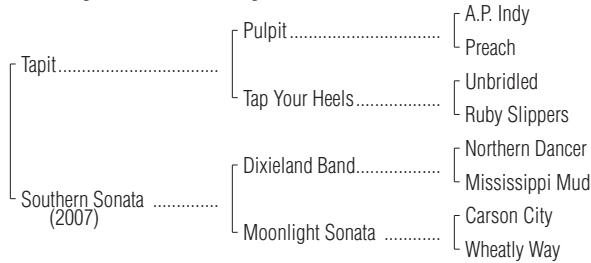 A.P. Indy
Pulpit
Preach
Tapit
Unbridled
Tap Your Heels
Ruby Slippers
Northern Dancer
Dixieland Band
Mississippi Mud
Southern Sonata
(2007)
Carson City
Moonlight Sonata
Wheatly Way